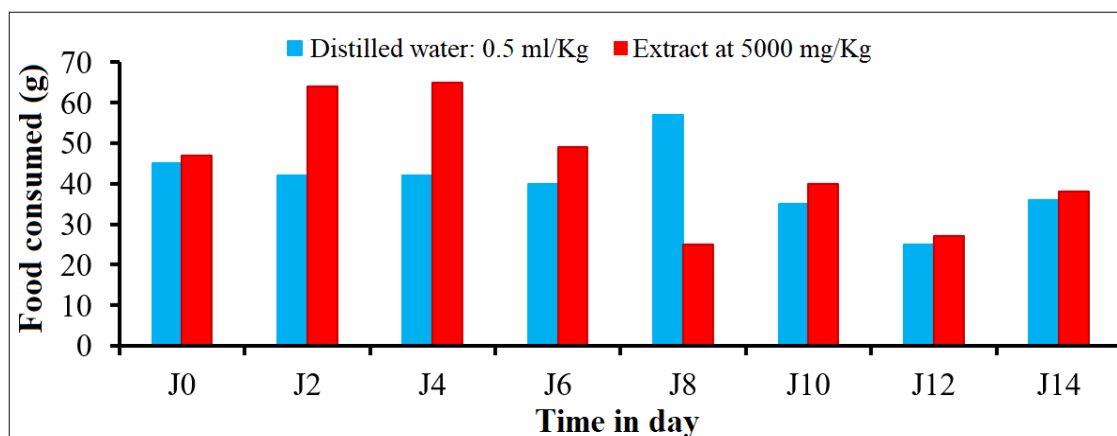 Distilled water: 0.5 ml/Kg Extract at 5000 mg/Kg
Food consumed (g)
70
60
50
40
30
20
10
0
J0 J2 J4 J6 J8 J10 J12 J14
Time in day